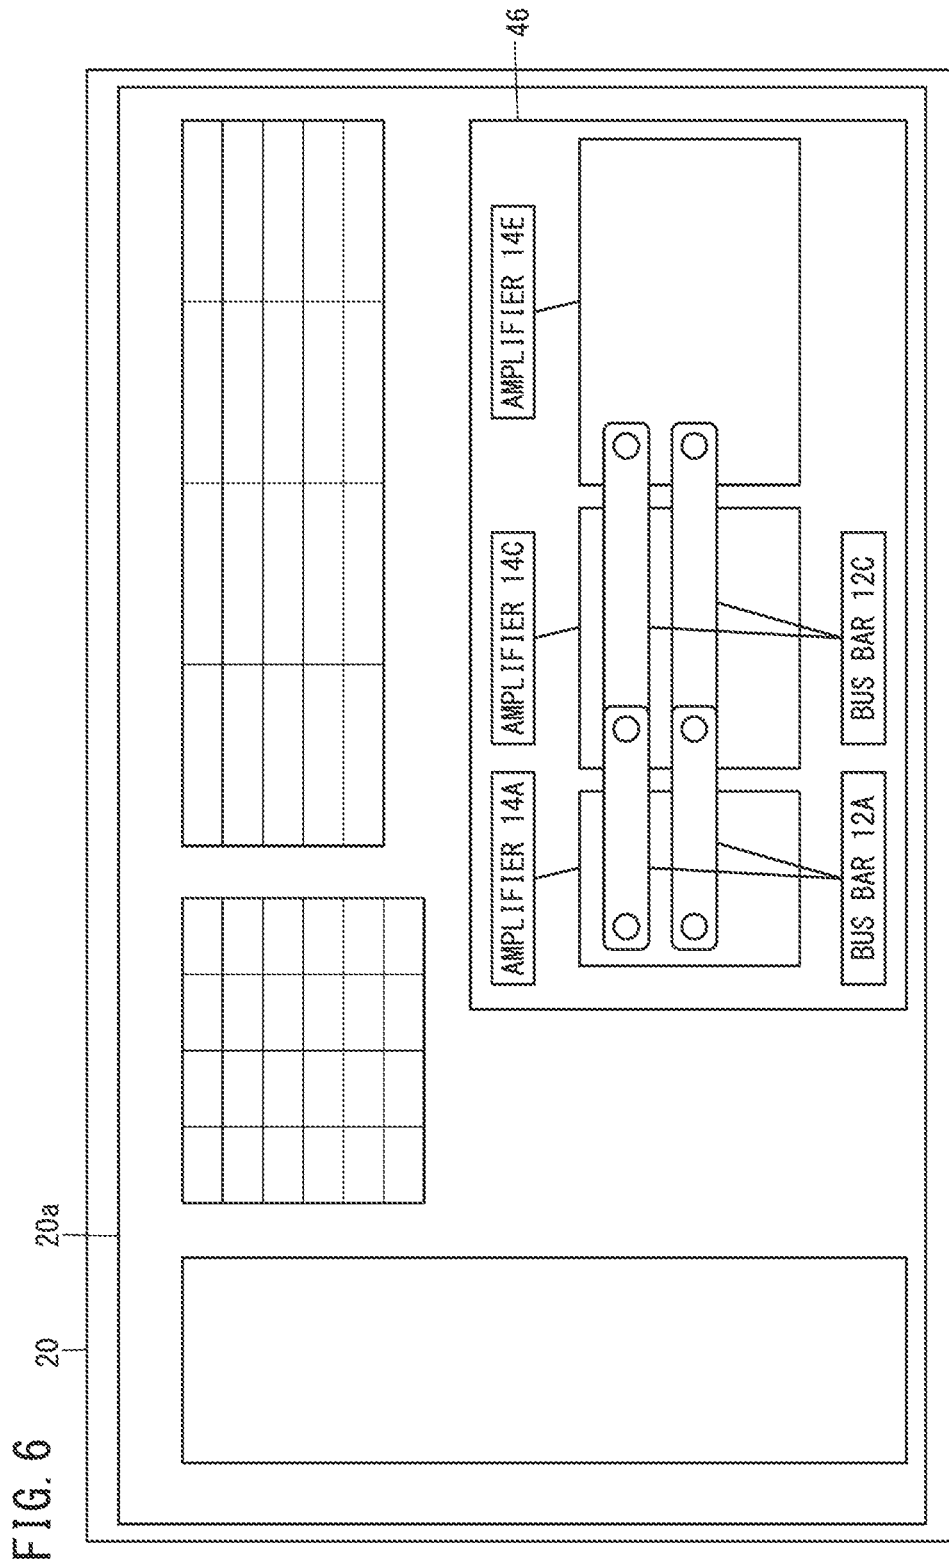 FIG. 6
20
20a
46
AMPLIFIER 14A
AMPLIFIER 14C
AMPLIFIER 14E
BUS BAR 12A
BUS BAR 12C